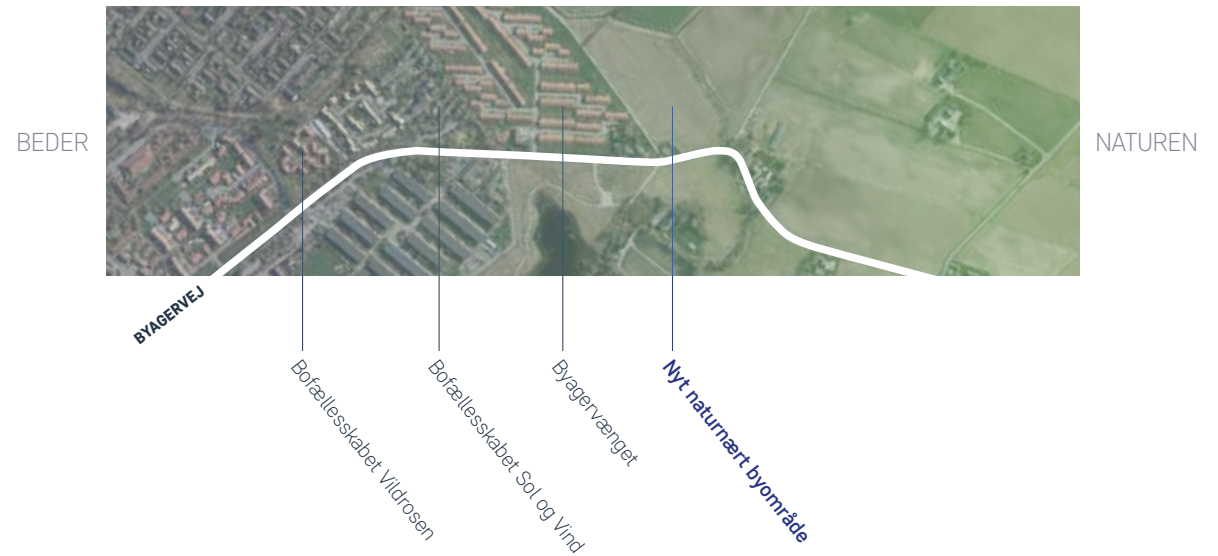 BEDER
NATUREN
BYAGERVEJ
Bofællesskabet Vildrosen
Bofællesskabet Sol og Vind
Byagervænget
Nyt naturnært byområde